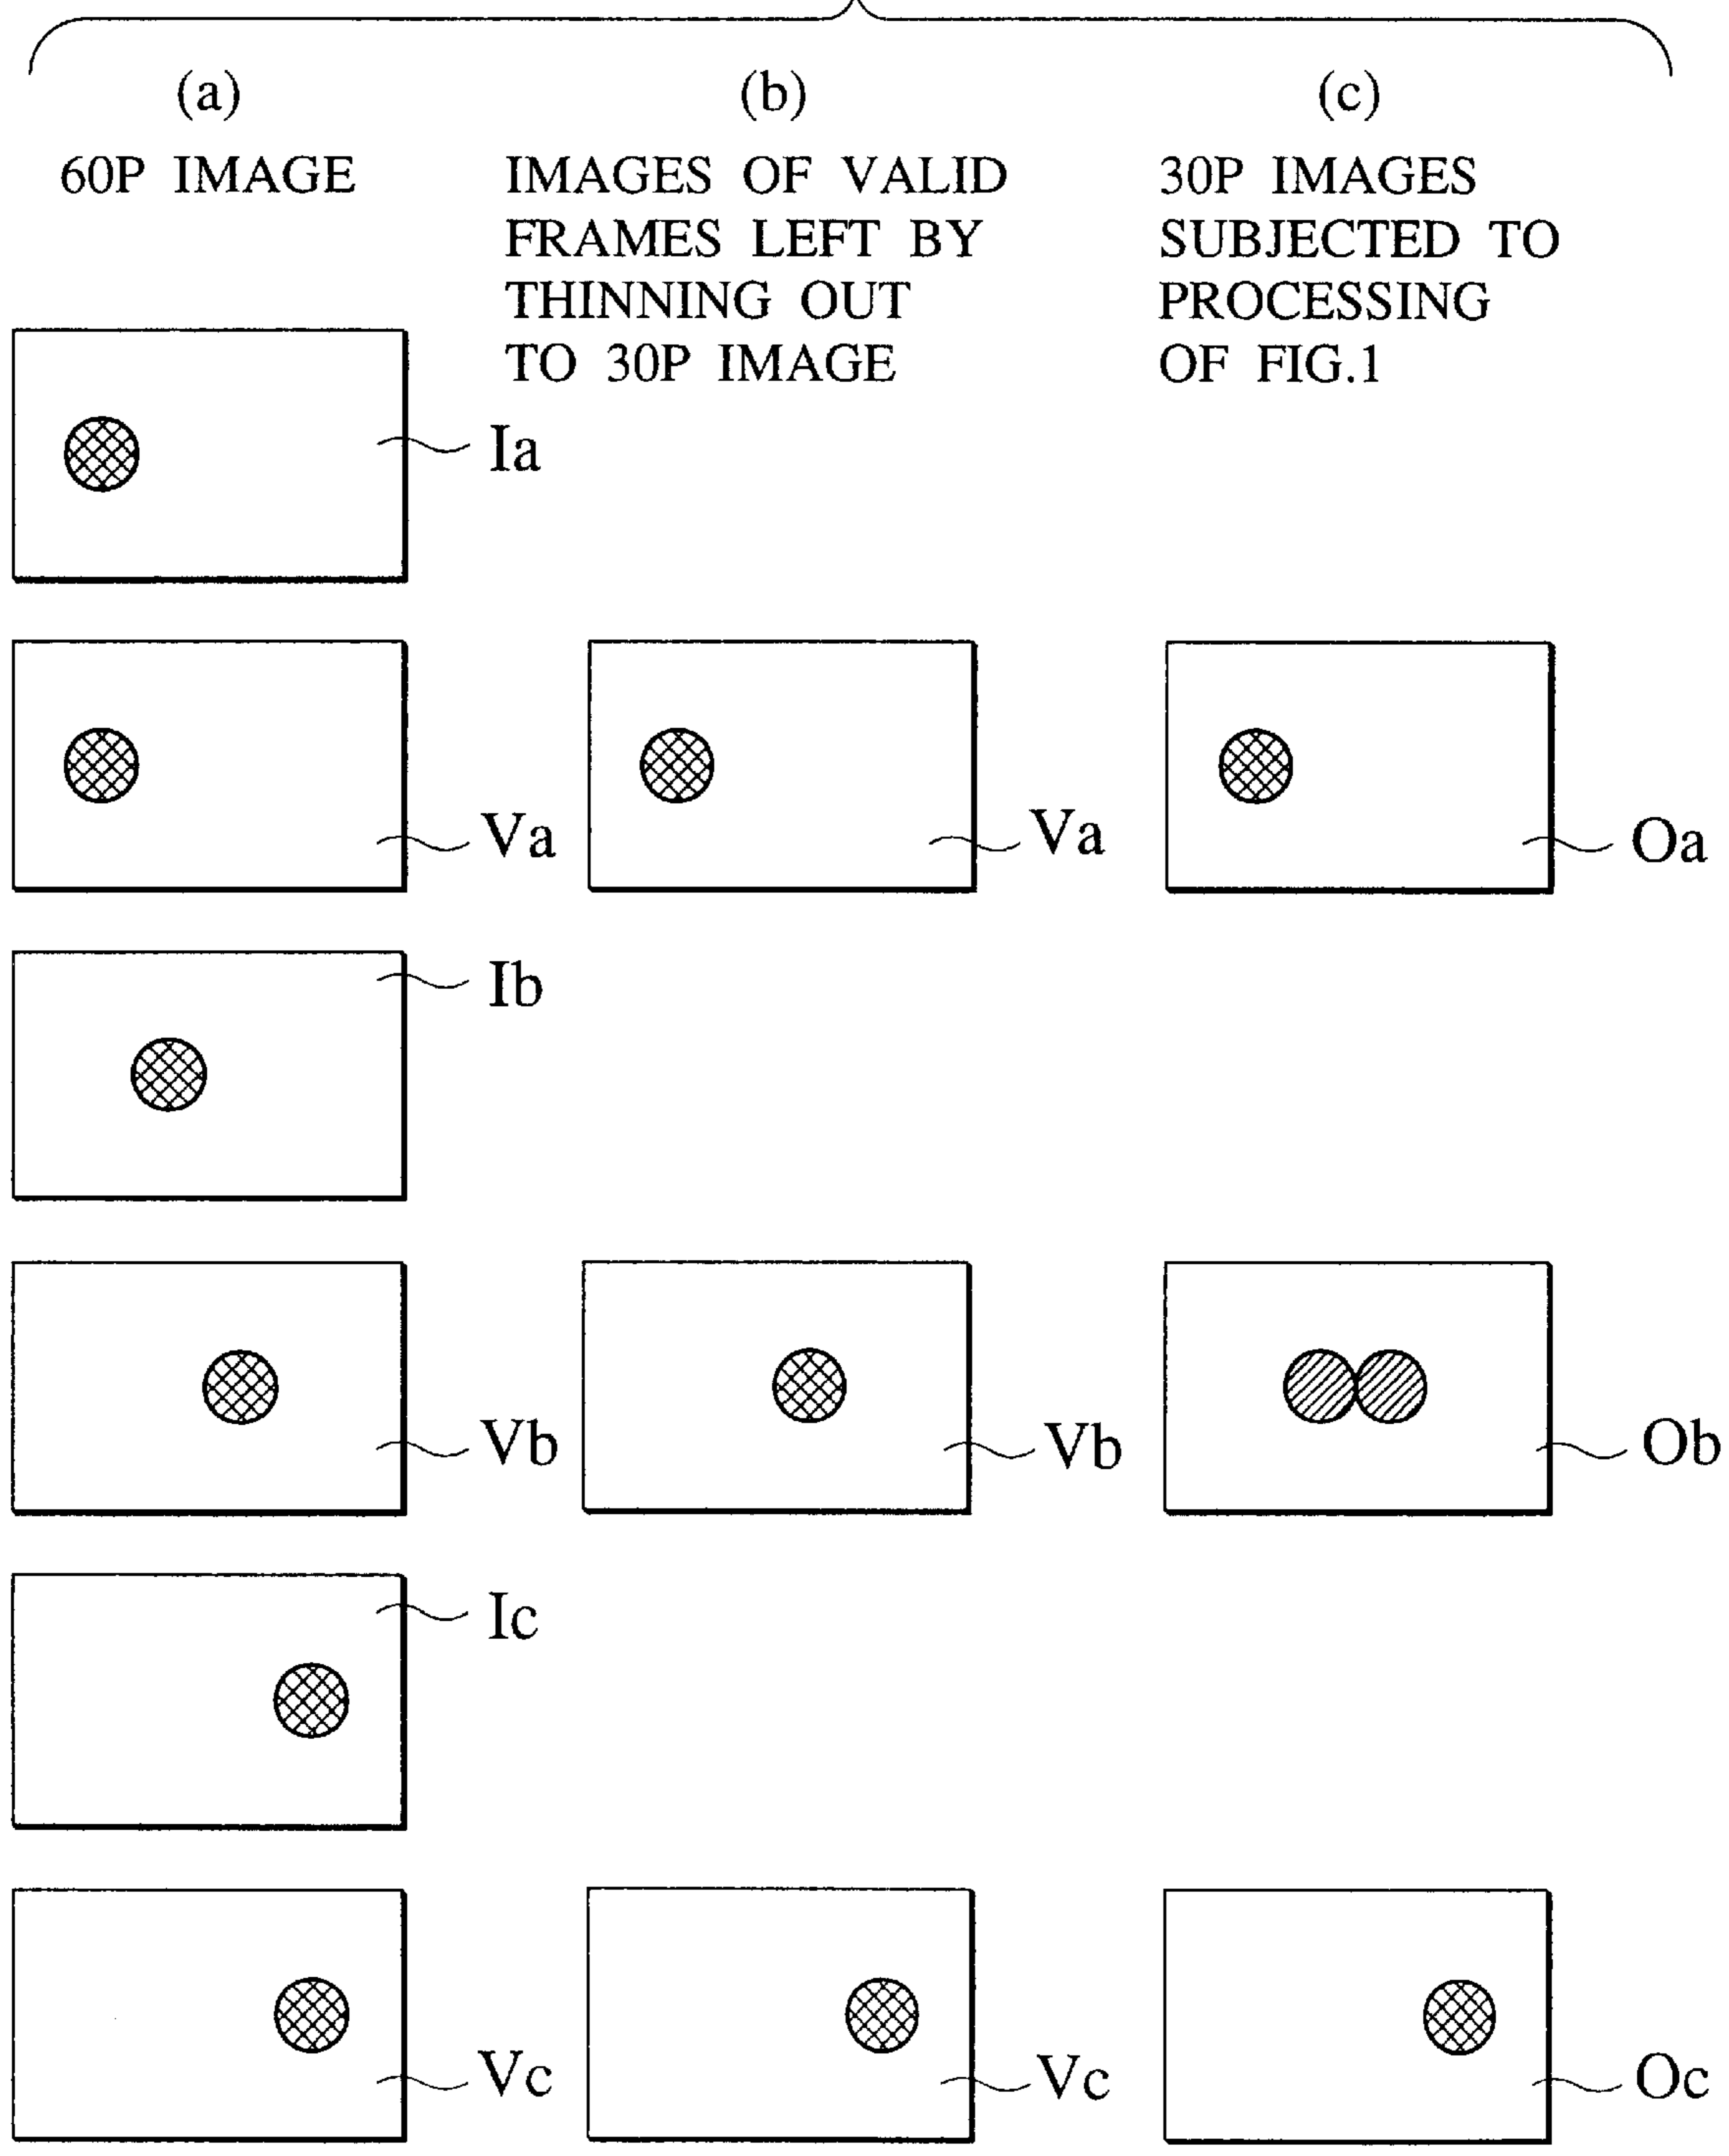 (a)
60P IMAGE
(b)
IMAGES OF VALID
FRAMES LEFT BY
THINNING OUT
TO 30P IMAGE
(c)
30P IMAGES
SUBJECTED TO
PROCESSING
OF FIG.1
Ia
Va
Va
Oa
Ib
Vb
Vb
Ob
Ic
Vc
Vc
Oc